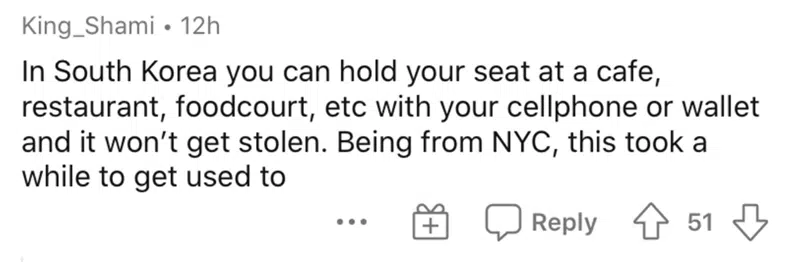 King_Shami • 12h
In South Korea you can hold your seat at a cafe,
restaurant, foodcourt, etc with your cellphone or wallet
and it won't get stolen. Being from NYC, this took a
while to get used to
Reply 51